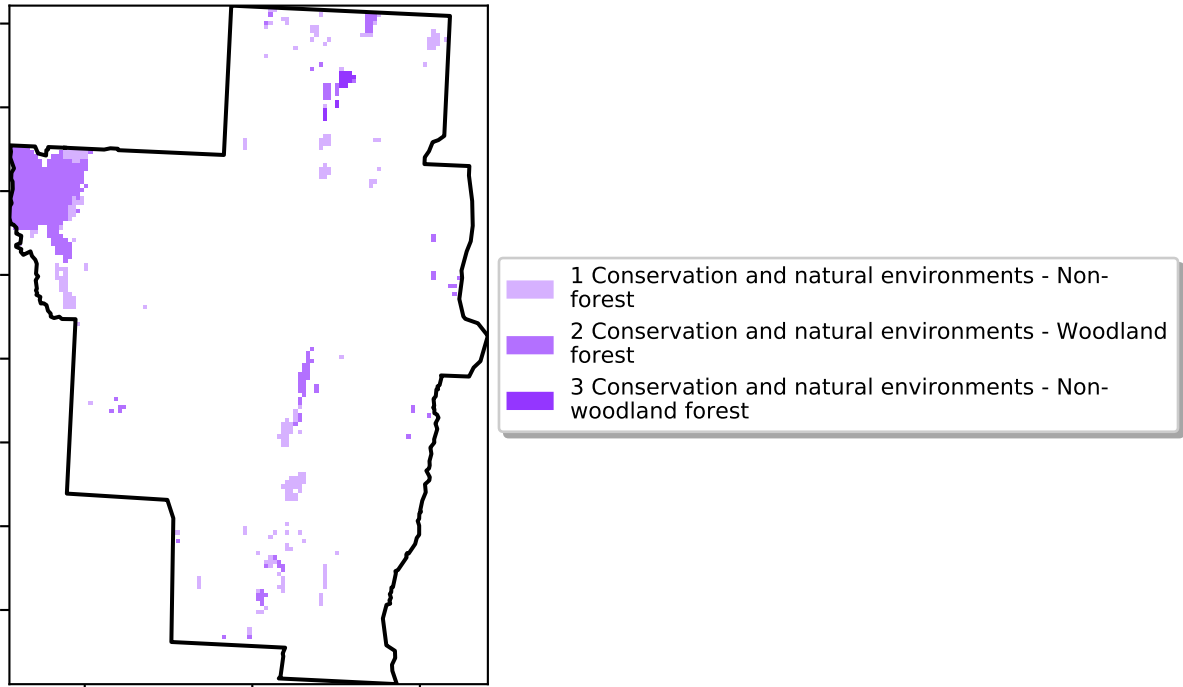 1 Conservation and natural environments - Non-
forest
2 Conservation and natural environments - Woodland
forest
3 Conservation and natural environments - Non-
woodland forest